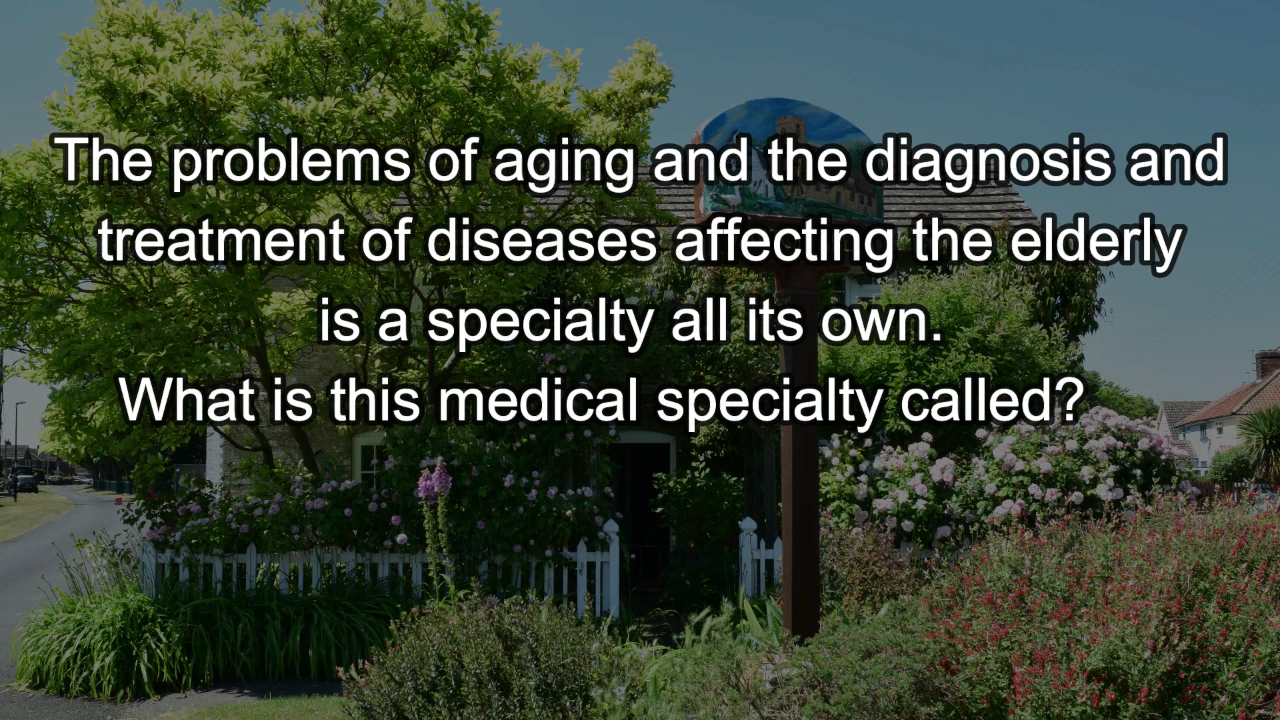 The problems of aging and the diagnosis and
treatment of diseases affecting the elderly
is a specialty all its own.
What is this medical specialty called?